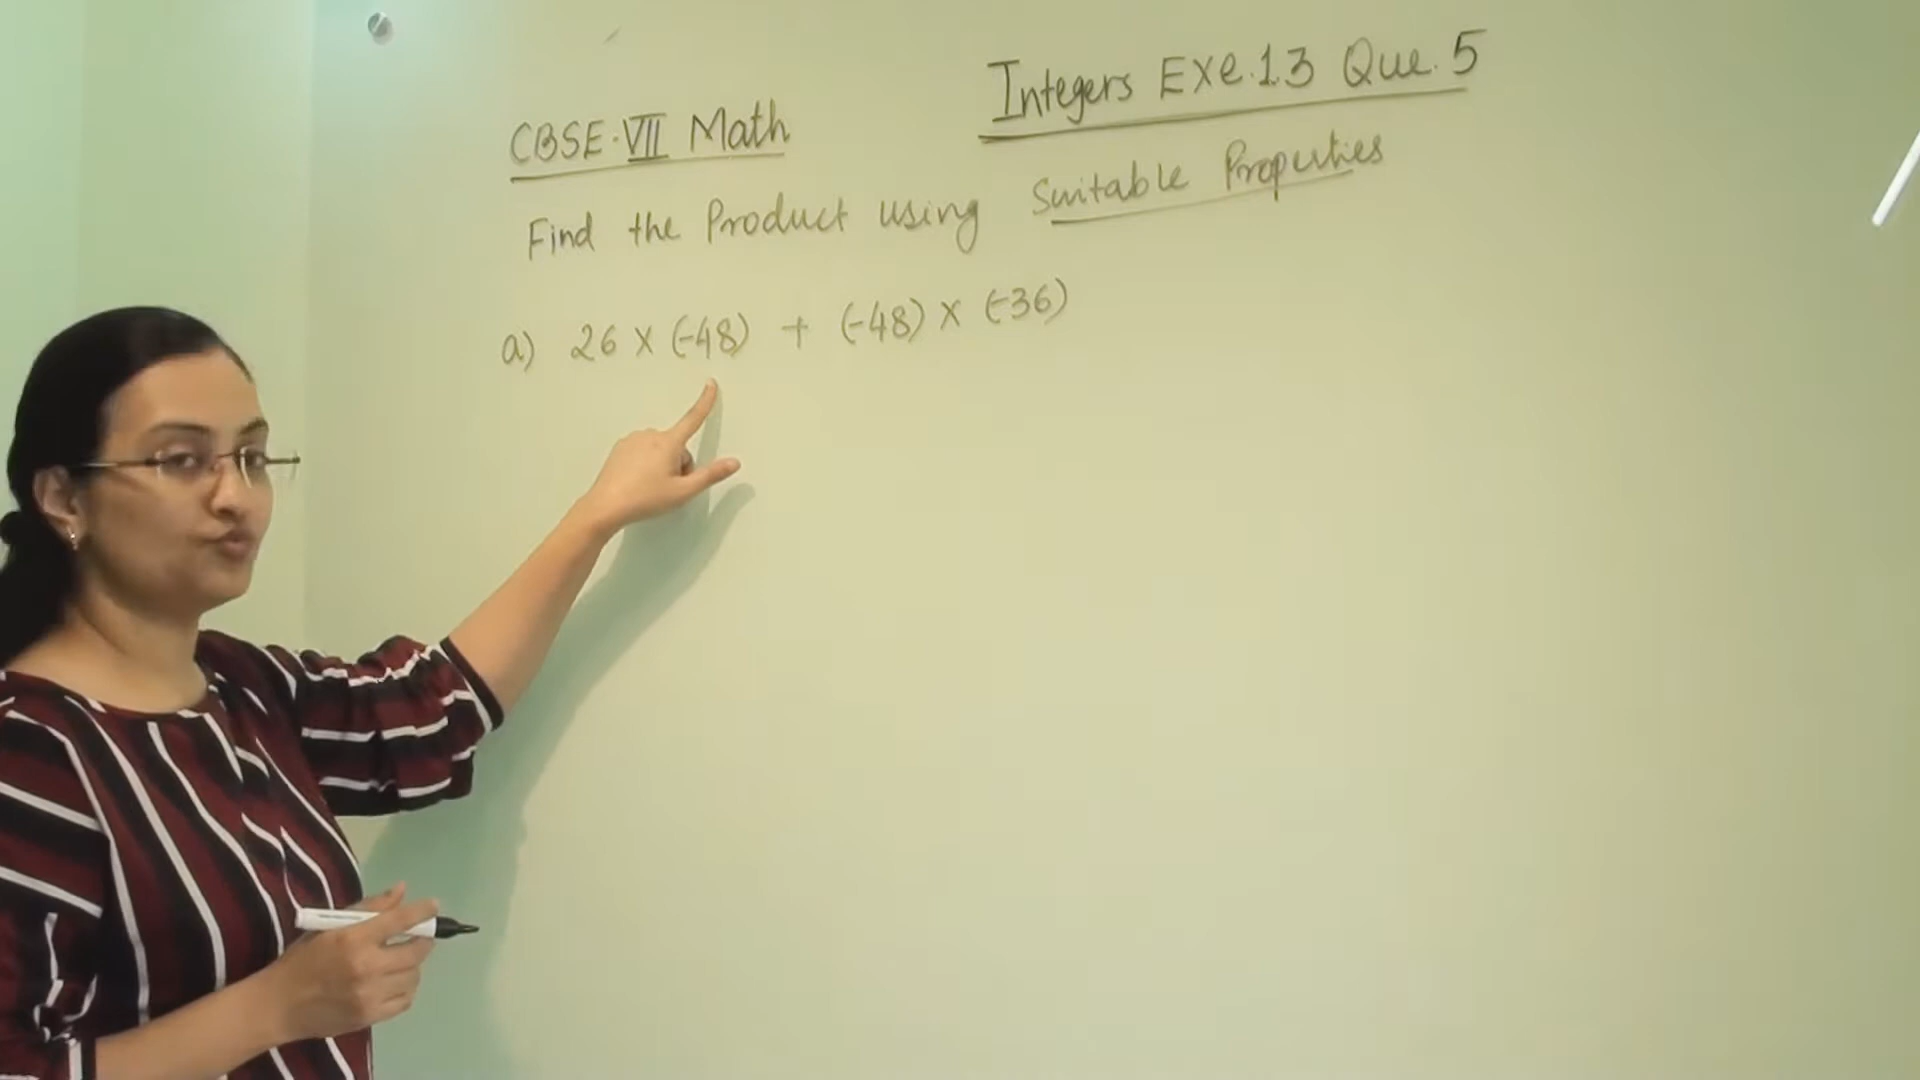 CBSE.VII Math
Integers Exe.1.3 Que.5
Find the Product using Suitable Properties
a) 26 x (-48) + (-48) x (-36)